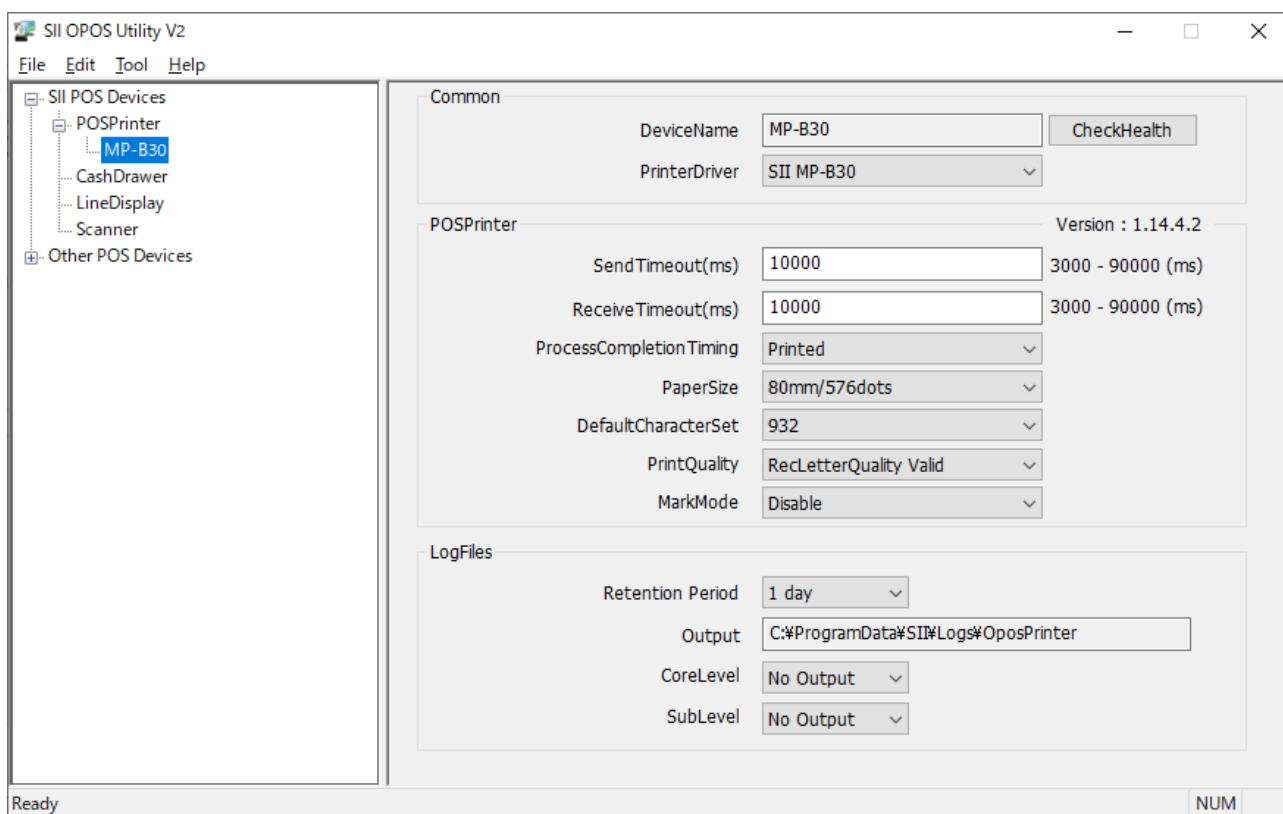 SII OPOS Utility V2
File Edit Tool Help
SII POS Devices
POSPrinter
MP-B30
CashDrawer
LineDisplay
Scanner
Other POS Devices
Common
DeviceName MP-B30 CheckHealth
PrinterDriver SII MP-B30
POSPrinter Version : 1.14.4.2
SendTimeout(ms) 10000 3000 - 90000 (ms)
ReceiveTimeout(ms) 10000 3000 - 90000 (ms)
ProcessCompletionTiming Printed
PaperSize 80mm/576dots
DefaultCharacterSet 932
PrintQuality RecLetterQuality Valid
MarkMode Disable
LogFiles
Retention Period 1 day
Output C:¥ProgramData¥SII¥Logs¥OposPrinter
CoreLevel No Output
SubLevel No Output
Ready NUM